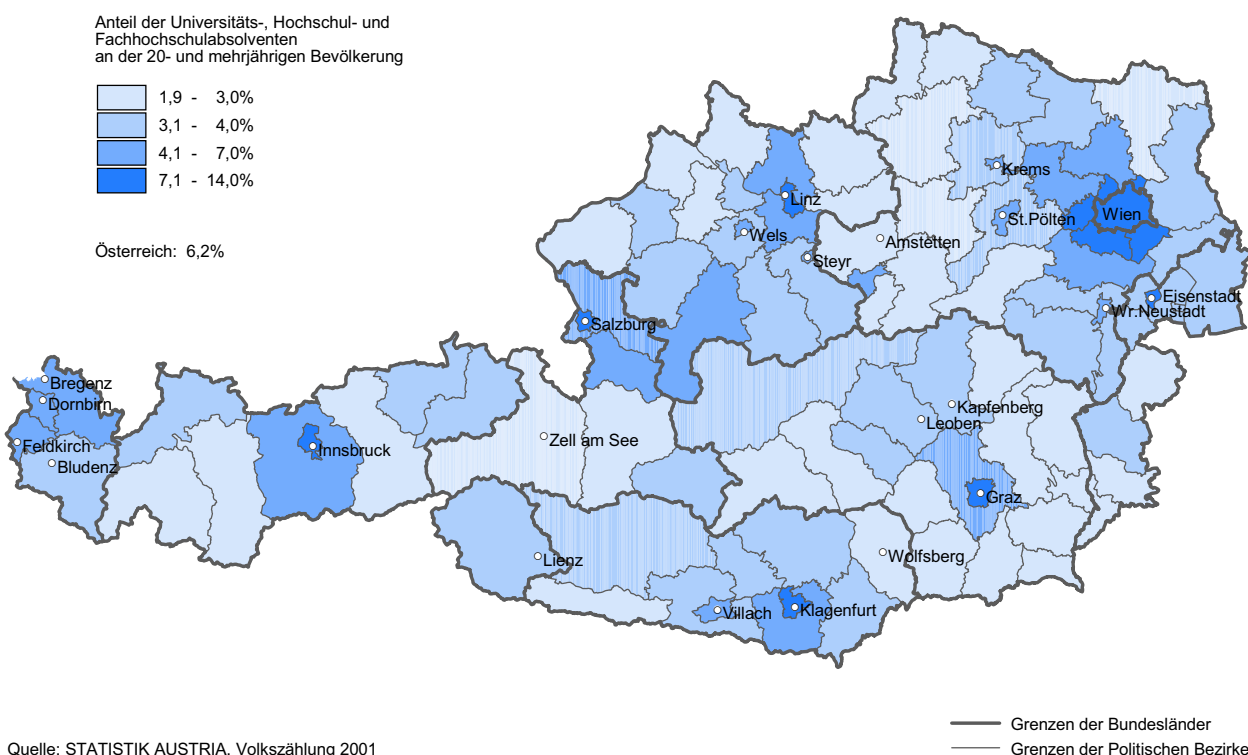 Anteil der Universitäts-, Hochschul- und
Fachhochschulabsolventen
an der 20- und mehrjährigen Bevölkerung
1,9 - 3,0%
3,1 - 4,0%
4,1 - 7,0%
7,1 - 14,0%
Österreich: 6,2%
Krems
Linz
St.Pölten
Wien
Wels
Amstetten
Steyr
Eisenstadt
Wr.Neustadt
Salzburg
Bregenz
Dornbirn
Kapfenberg
Leoben
Feldkirch
Innsbruck
Zell am See
Bludenz
Graz
Lienz
Wolfsberg
Villach
Klagenfurt
Grenzen der Bundesländer
Quelle: STATISTIK AUSTRIA, Volkszählung 2001
Grenzen der Politischen Bezirke